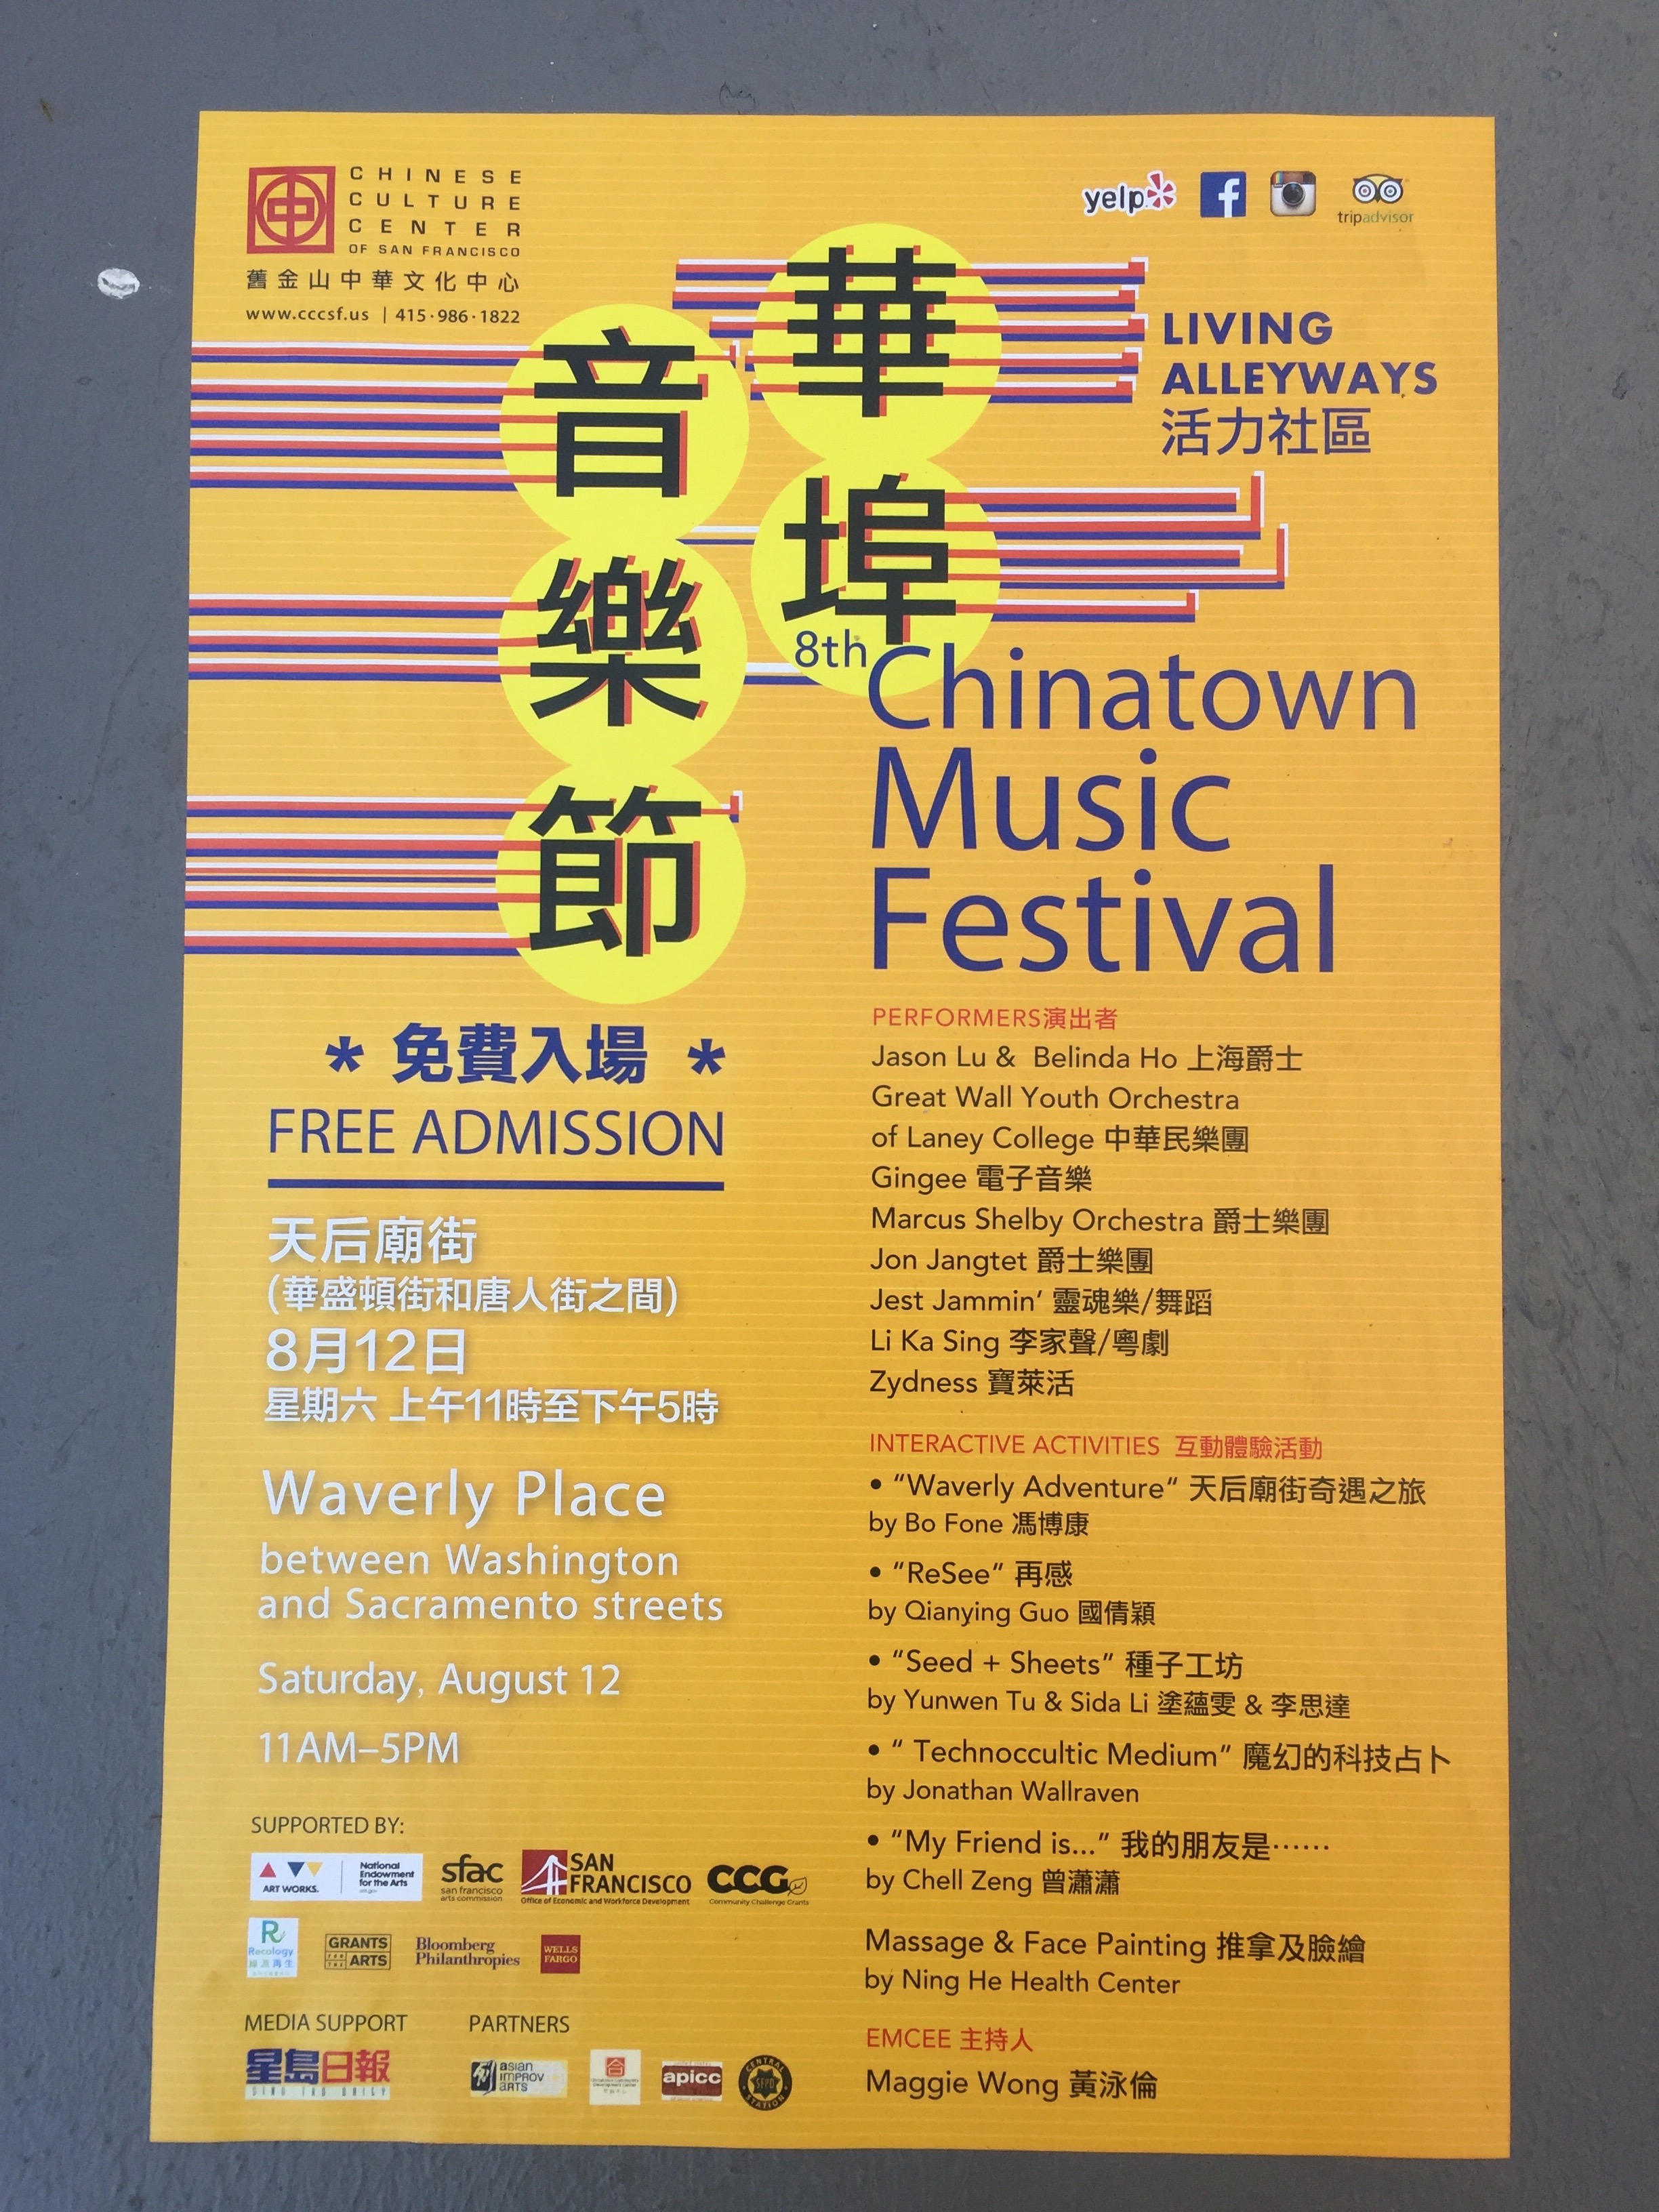 CHINESE
CULTURE
CENTER
OF SAN FRANCISCO
舊金山中華文化中心
www.cccsf.us | 415·986·1822
yelp
tripadvisor
LIVING
ALLEYWAYS
活力社區
華埠
音樂節
8th Chinatown
Music
Festival
* 免費入場 *
FREE ADMISSION
天后廟街
(華盛頓街和唐人街之間)
8月12日
星期六 上午11時至下午5時
Waverly Place
between Washington
and Sacramento streets
Saturday, August 12
11AM–5PM
SUPPORTED BY:
ART WORKS.
National
Endowment
for the Arts
arts.gov
sfac
san francisco
arts commission
SAN
FRANCISCO
Office of Economic and Workforce Development
CCG
Community Challenge Grants
Recology
綠源再生
GRANTS
FOR THE ARTS
Bloomberg
Philanthropies
WELLS
FARGO
MEDIA SUPPORT
星島日報
SING TAO DAILY
PARTNERS
asian
improv
arts
apicc
CENTRAL
SFPD
STATION
PERFORMERS演出者
Jason Lu &  Belinda Ho 上海爵士
Great Wall Youth Orchestra
of Laney College 中華民樂團
Gingee 電子音樂
Marcus Shelby Orchestra 爵士樂團
Jon Jangtet 爵士樂團
Jest Jammin’ 靈魂樂/舞蹈
Li Ka Sing 李家聲/粵劇
Zydness 寶萊活
INTERACTIVE ACTIVITIES 互動體驗活動
• “Waverly Adventure“ 天后廟街奇遇之旅
by Bo Fone 馮博康
• “ReSee” 再感
by Qianying Guo 國倩穎
• “Seed + Sheets” 種子工坊
by Yunwen Tu & Sida Li 塗蘊雯 & 李思達
• “ Technoccultic Medium” 魔幻的科技占卜
by Jonathan Wallraven
• “My Friend is...” 我的朋友是……
by Chell Zeng 曾瀟瀟
Massage & Face Painting 推拿及臉繪
by Ning He Health Center
EMCEE 主持人
Maggie Wong 黃泳倫